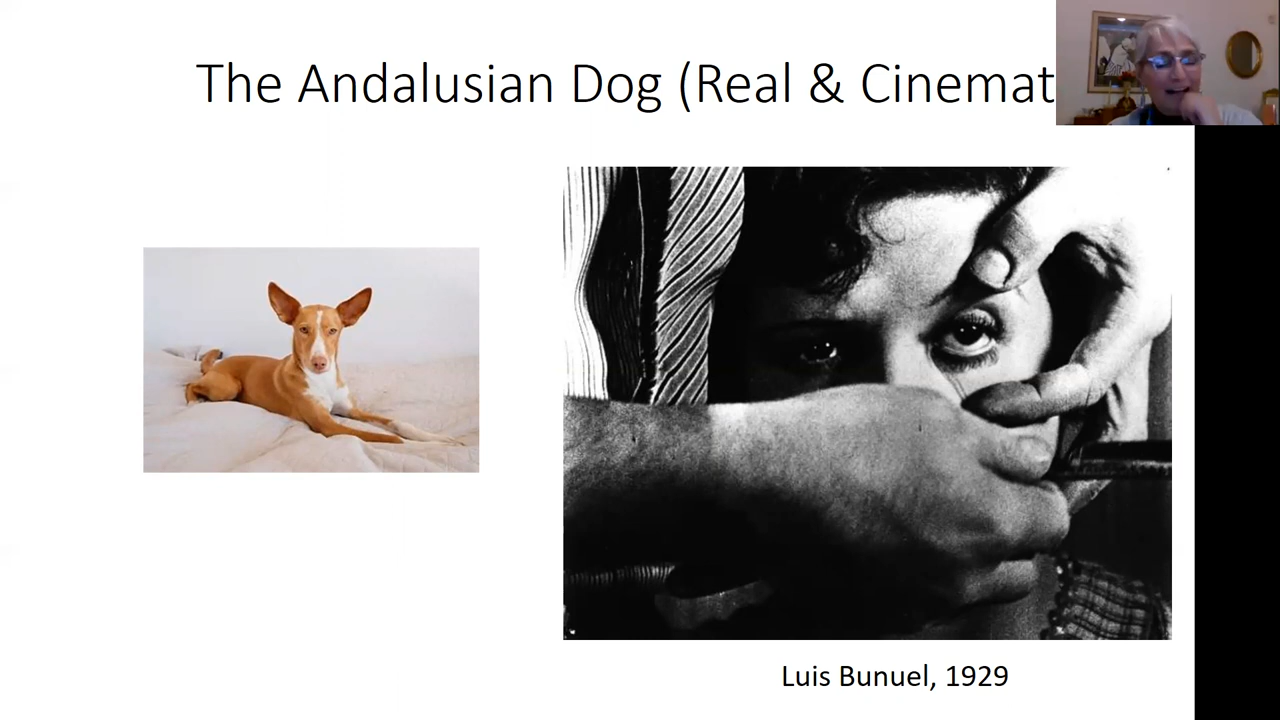 The Andalusian Dog (Real & Cinemat
Luis Bunuel, 1929